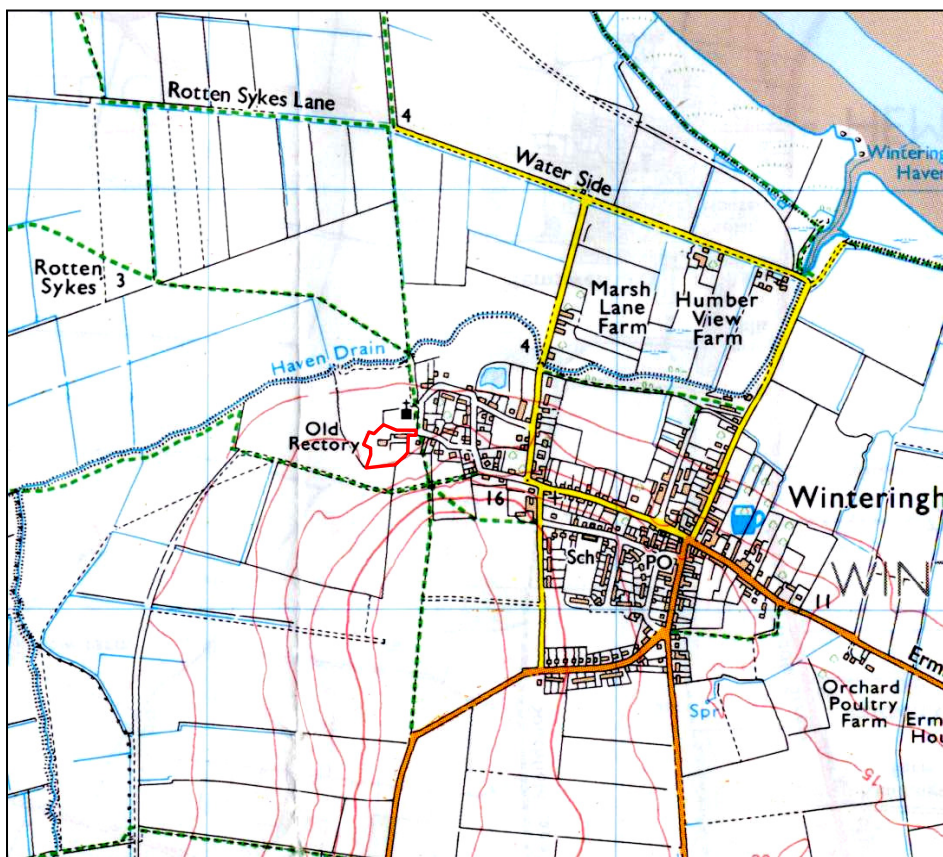 Rotten Sykes Lane
4
Water Side
Wintering
Haven
Rotten
Sykes
3
Marsh
Lane
Farm
Humber
View
Farm
Haven Drain
4
Old
Rectory
16
Winteringh
Sch
PO
WIN
11
Erm
Orchard
Poultry
Farm
Erm
Hou
Spr
15